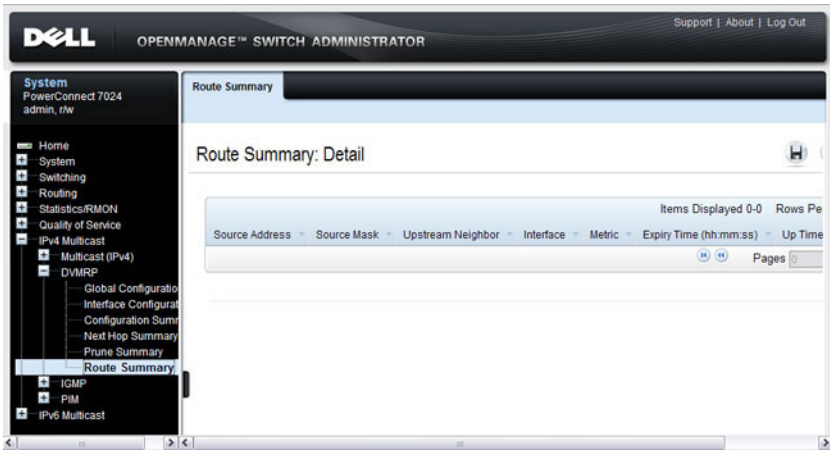 DELL OPENMANAGE™ SWITCH ADMINISTRATOR
Support | About | Log Out
System
PowerConnect 7024
admin, r/w
Home
System
Switching
Routing
Statistics/RMON
Quality of Service
IPv4 Multicast
Multicast (IPv4)
DVMRP
Global Configuratio
Interface Configurat
Configuration Sumr
Next Hop Summary
Prune Summary
Route Summary
IGMP
PIM
IPv6 Multicast
Route Summary
Route Summary: Detail
Items Displayed 0-0 Rows Pe
Source Address Source Mask Upstream Neighbor Interface Metric Expiry Time (hh:mm:ss) Up Time
Pages 0